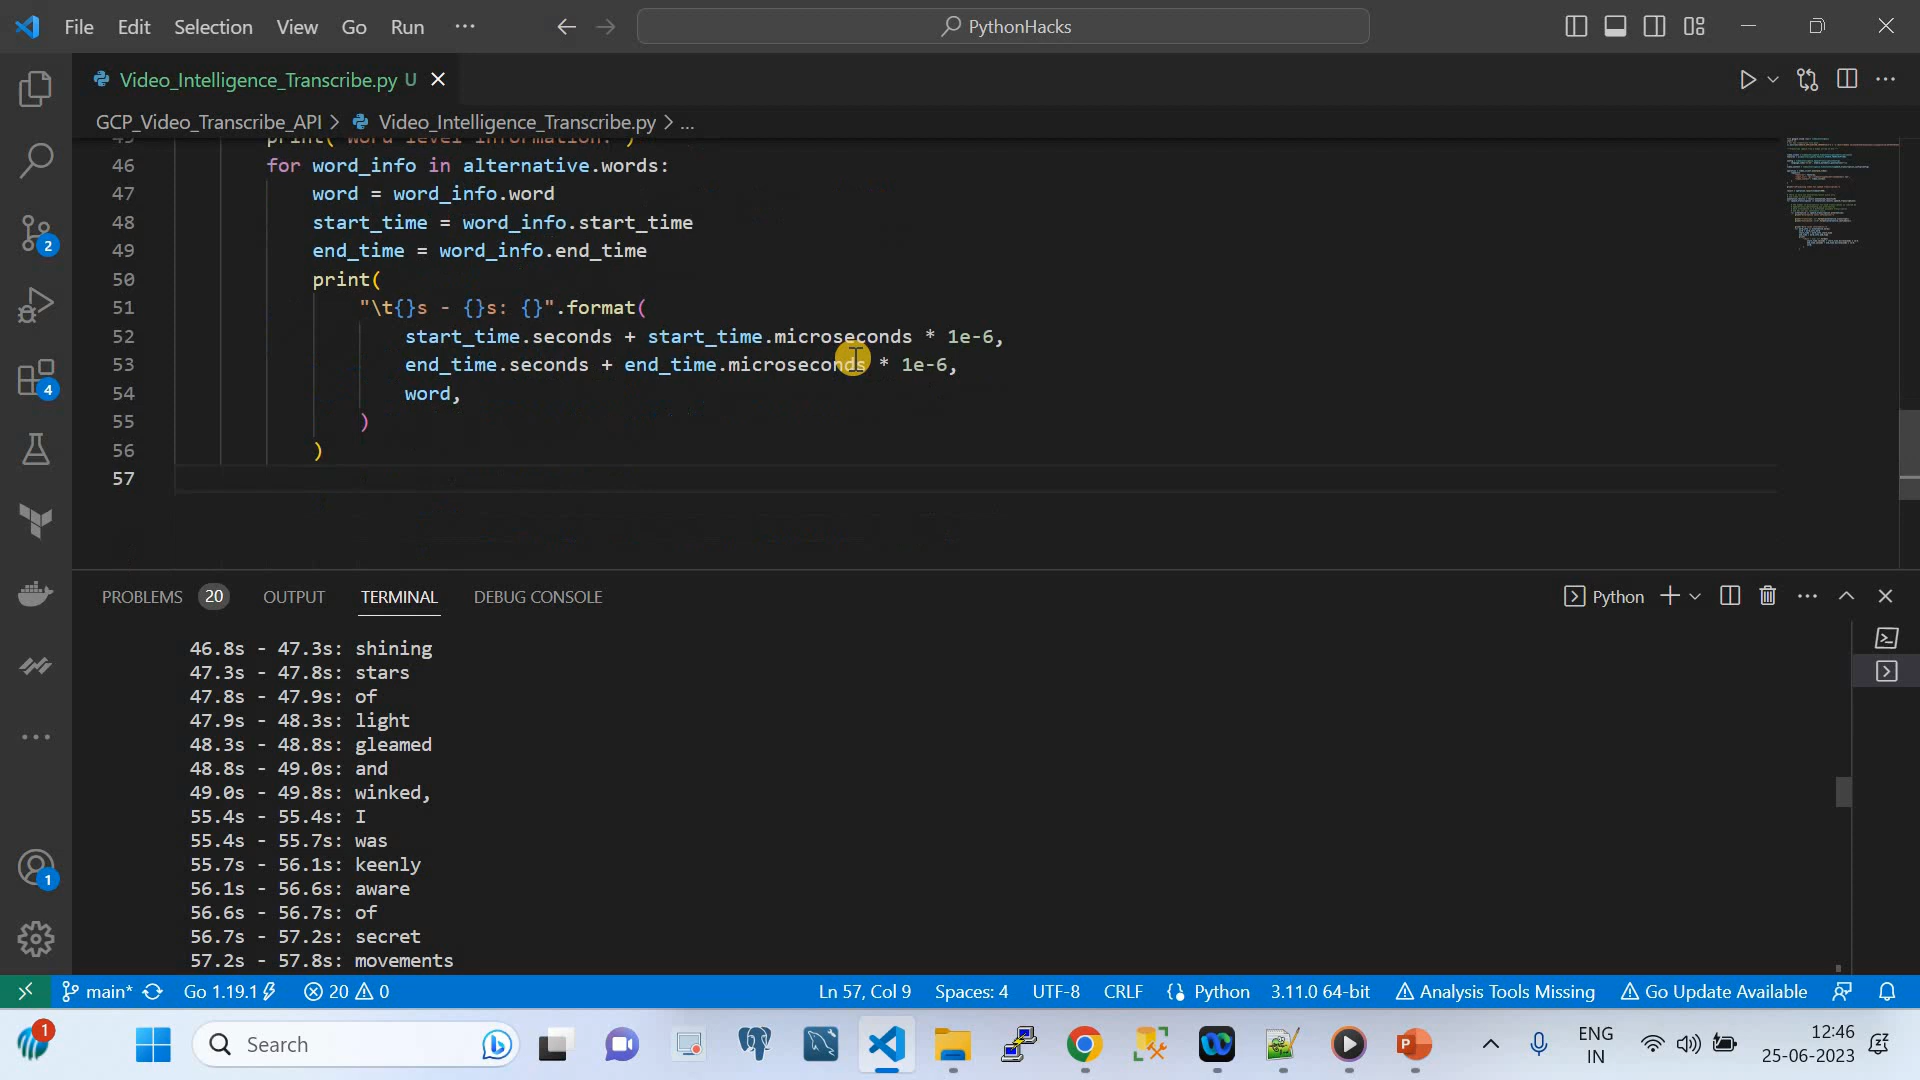 File Edit Selection View Go Run ···
PythonHacks
Video_Intelligence_Transcribe.py U
GCP_Video_Transcribe_API > Video_Intelligence_Transcribe.py > ...
46 for word_info in alternative.words:
47 word = word_info.word
48 start_time = word_info.start_time
49 end_time = word_info.end_time
50 print(
51 "\t{}s - {}s: {}".format(
52 start_time.seconds + start_time.microseconds * 1e-6,
53 end_time.seconds + end_time.microseconds * 1e-6,
54 word,
55 )
56 )
57
2
4
1
PROBLEMS 20 OUTPUT TERMINAL DEBUG CONSOLE
Python
46.8s - 47.3s: shining
47.3s - 47.8s: stars
47.8s - 47.9s: of
47.9s - 48.3s: light
48.3s - 48.8s: gleamed
48.8s - 49.0s: and
49.0s - 49.8s: winked,
55.4s - 55.4s: I
55.4s - 55.7s: was
55.7s - 56.1s: keenly
56.1s - 56.6s: aware
56.6s - 56.7s: of
56.7s - 57.2s: secret
57.2s - 57.8s: movements
main* Go 1.19.1 20 0 Ln 57, Col 9 Spaces: 4 UTF-8 CRLF Python 3.11.0 64-bit Analysis Tools Missing Go Update Available
1
Search
ENG
IN
12:46
25-06-2023